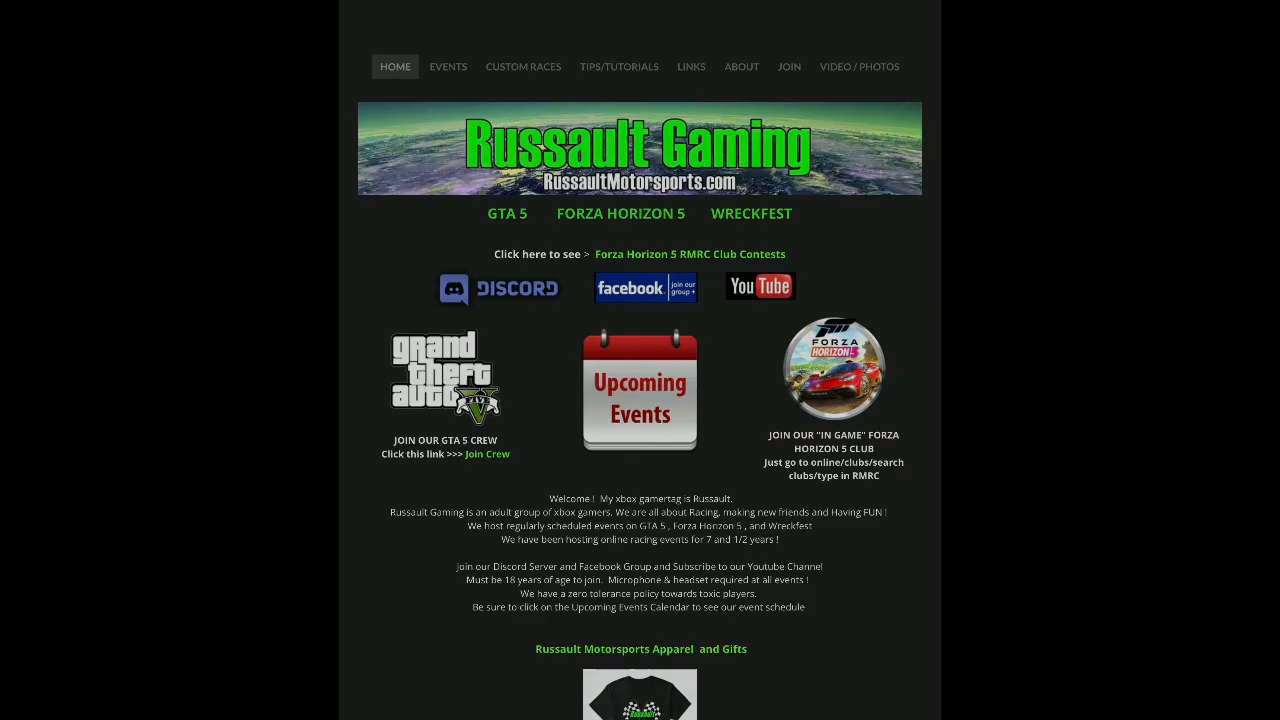 HOME EVENTS CUSTOM RACES TIPS/TUTORIALS LINKS ABOUT JOIN VIDEO / PHOTOS
Russault Gaming
RussaultMotorsports.com
GTA 5 FORZA HORIZON 5 WRECKFEST
Click here to see > Forza Horizon 5 RMRC Club Contests
DISCORD
facebook. join our group +
YouTube
grand
theft
auto
FIVE
JOIN OUR GTA 5 CREW
Click this link >>> Join Crew
Upcoming
Events
FORZA
HORIZON 5
JOIN OUR "IN GAME" FORZA
HORIZON 5 CLUB
Just go to online/clubs/search
clubs/type in RMRC
Welcome ! My xbox gamertag is Russault.
Russault Gaming is an adult group of xbox gamers. We are all about Racing, making new friends and Having FUN !
We host regularly scheduled events on GTA 5 , Forza Horizon 5 , and Wreckfest
We have been hosting online racing events for 7 and 1/2 years !
Join our Discord Server and Facebook Group and Subscribe to our Youtube Channel
Must be 18 years of age to join. Microphone & headset required at all events !
We have a zero tolerance policy towards toxic players.
Be sure to click on the Upcoming Events Calendar to see our event schedule
Russault Motorsports Apparel and Gifts
Russault